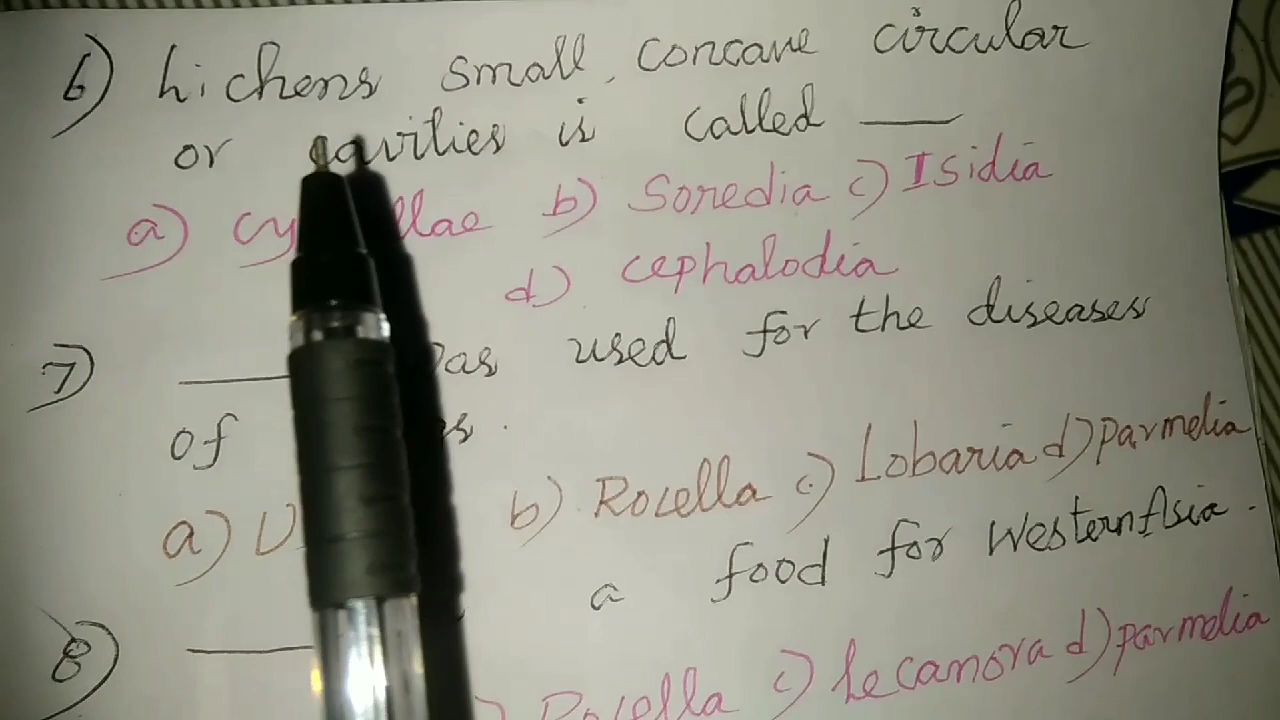 6) Lichens small, concave circular
or cavities is called ___
a) b) Soredia c) Isidia
d) cephalodia
7) ___ used for the diseases
of
a) b) Rocella c) Lobaria d) parmelia
8) ___ a food for Western Asia.
Rocella c) Lecanora d) parmelia